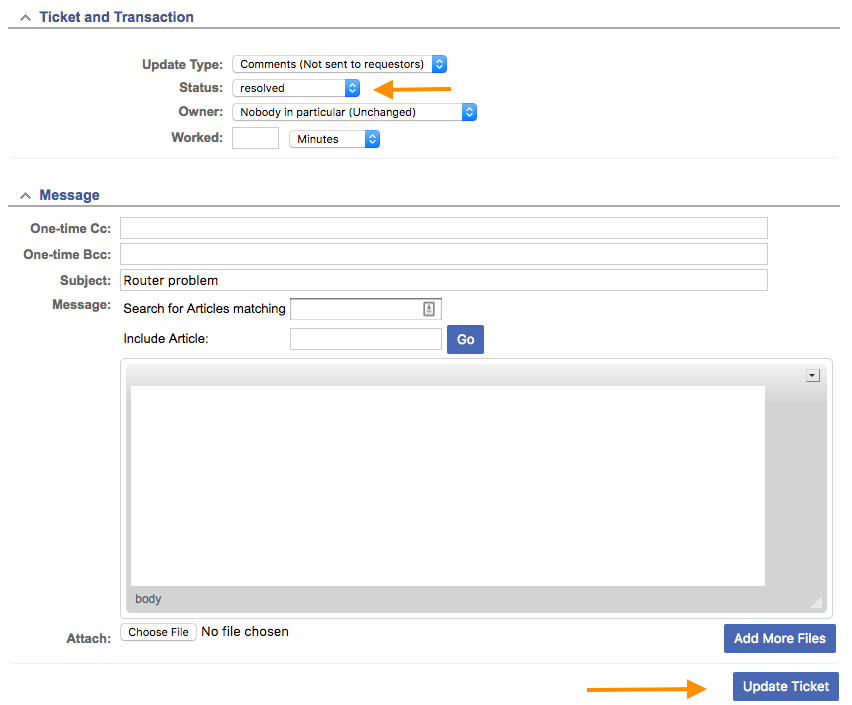 Ticket and Transaction
Update Type: Comments (Not sent to requestors)
Status: resolved
Owner: Nobody in particular (Unchanged)
Worked: Minutes
Message
One-time Cc:
One-time Bcc:
Subject: Router problem
Message: Search for Articles matching
Include Article: Go
body
Attach: Choose File No file chosen
Add More Files
Update Ticket